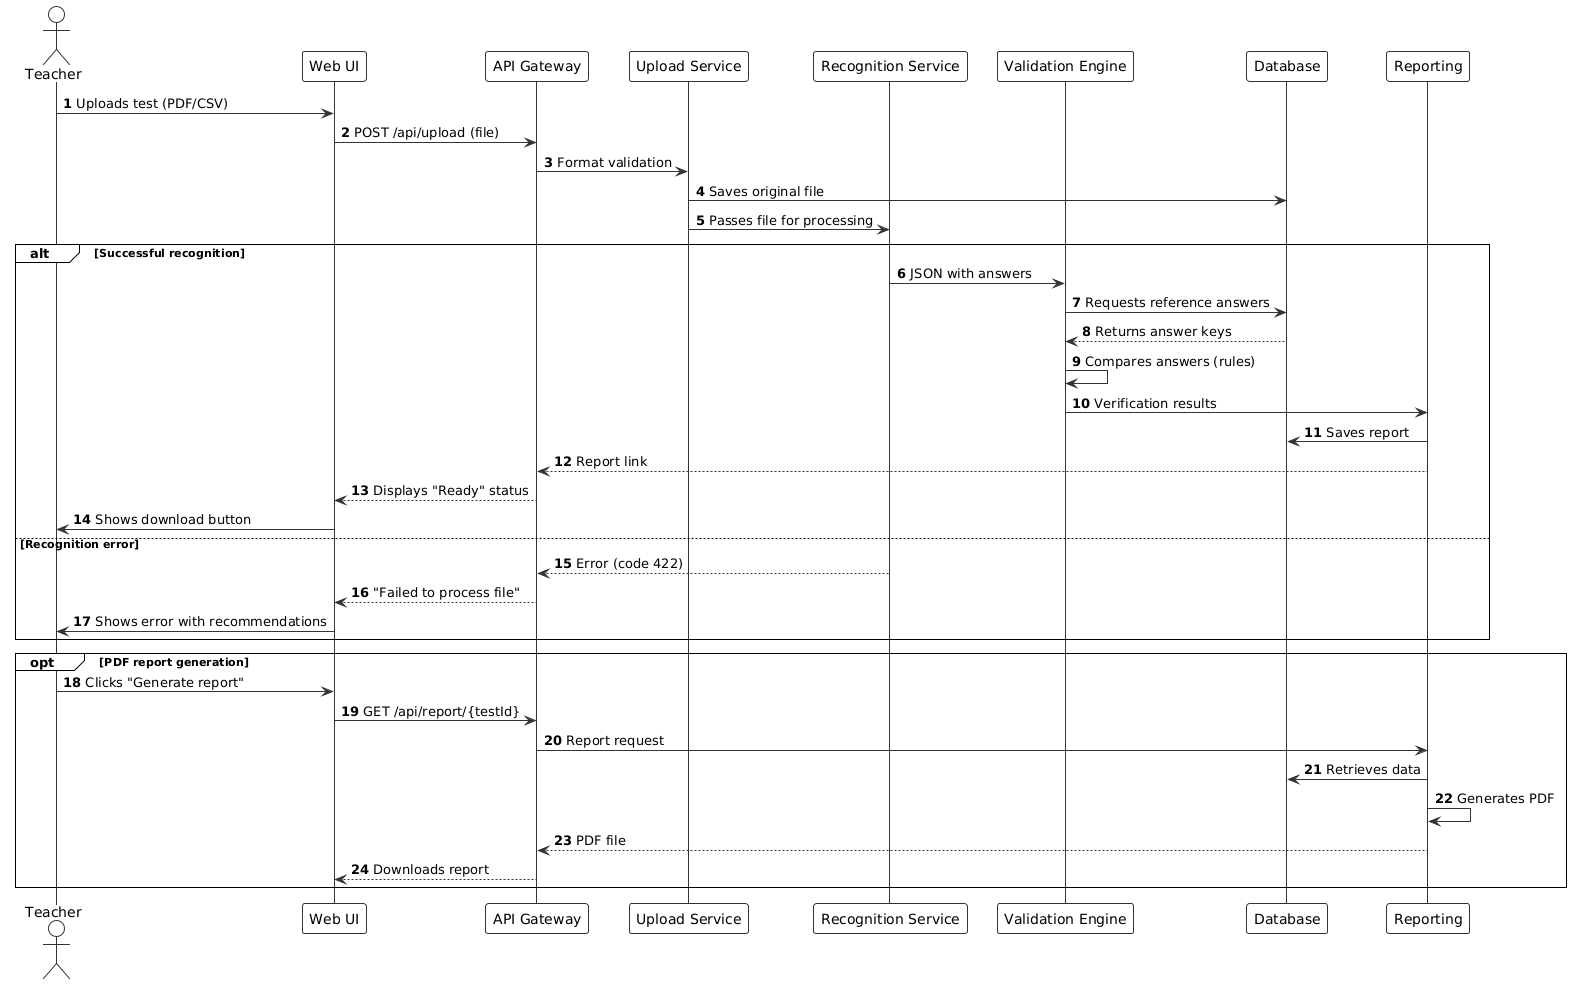 Teacher
Web UI
API Gateway
Upload Service
Recognition Service
Validation Engine
Database
Reporting
1 Uploads test (PDF/CSV)
2 POST /api/upload (file)
3 Format validation
4 Saves original file
5 Passes file for processing
alt [Successful recognition]
6 JSON with answers
7 Requests reference answers
8 Returns answer keys
9 Compares answers (rules)
10 Verification results
11 Saves report
12 Report link
13 Displays "Ready" status
14 Shows download button
[Recognition error]
15 Error (code 422)
16 "Failed to process file"
17 Shows error with recommendations
opt [PDF report generation]
18 Clicks "Generate report"
19 GET /api/report/{testId}
20 Report request
21 Retrieves data
22 Generates PDF
23 PDF file
24 Downloads report
Teacher
Web UI
API Gateway
Upload Service
Recognition Service
Validation Engine
Database
Reporting